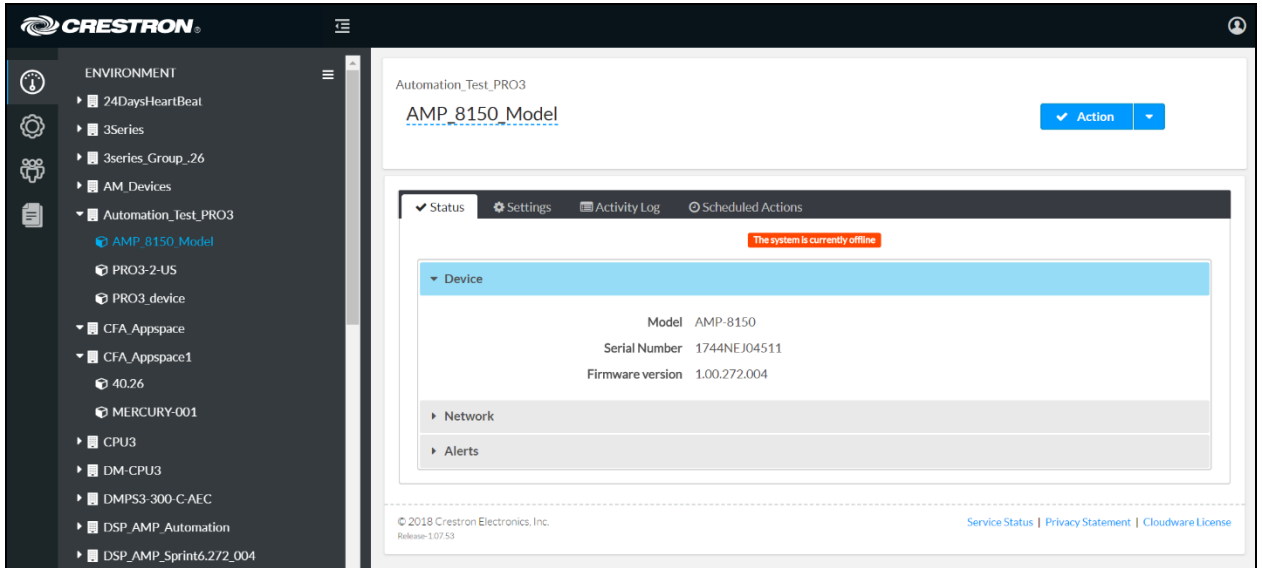 CRESTRON®
ENVIRONMENT
24DaysHeartBeat
3Series
3series_Group_.26
AM_Devices
Automation_Test_PRO3
AMP_8150_Model
PRO3-2-US
PRO3_device
CFA_Appspace
CFA_Appspace1
40.26
MERCURY-001
CPU3
DM-CPU3
DMPS3-300-C-AEC
DSP_AMP_Automation
DSP_AMP_Sprint6.272_004
Automation_Test_PRO3
AMP_8150_Model
Action
Status Settings Activity Log Scheduled Actions
The system is currently offline
Device
Model AMP-8150
Serial Number 1744NEJ04511
Firmware version 1.00.272.004
Network
Alerts
© 2018 Crestron Electronics, Inc.
Release-1.07.53
Service Status | Privacy Statement | Cloudware License